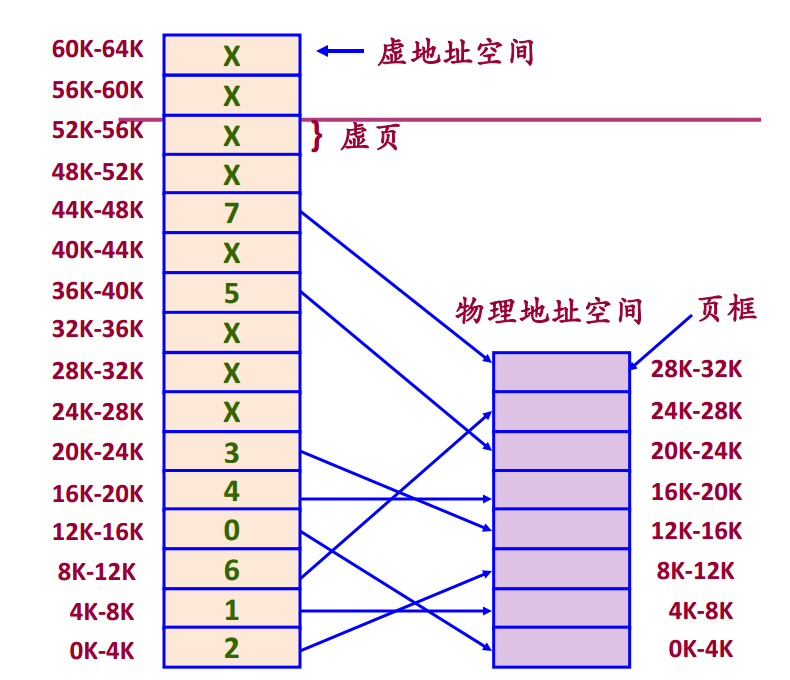 60K-64K X 虚地址空间
56K-60K X
52K-56K X } 虚页
48K-52K X
44K-48K 7
40K-44K X
36K-40K 5
物理地址空间 页框
32K-36K X
28K-32K X 28K-32K
24K-28K X 24K-28K
20K-24K 3 20K-24K
16K-20K 4 16K-20K
12K-16K 0 12K-16K
8K-12K 6 8K-12K
4K-8K 1 4K-8K
0K-4K 2 0K-4K